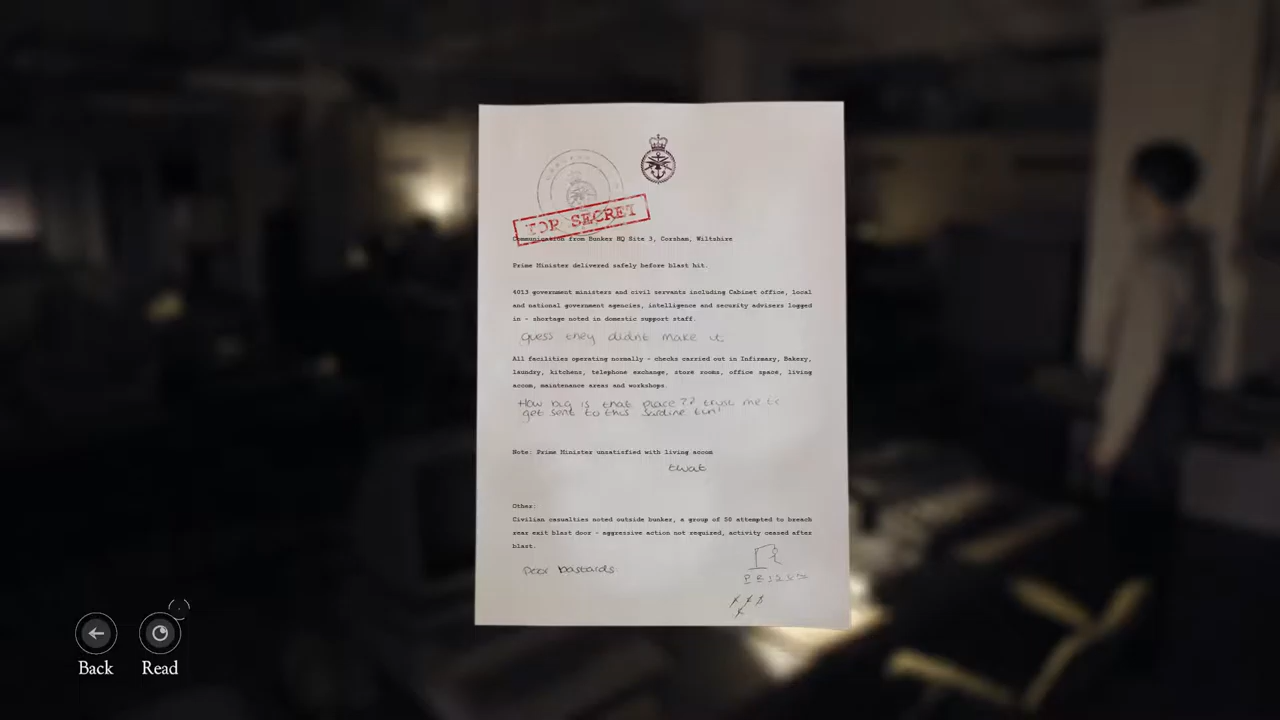 TOP SECRET
Communication from Bunker HQ Site 3, Corsham, Wiltshire
Prime Minister delivered safely before blast hit.
4013 government ministers and civil servants including Cabinet office, local
and national government agencies, intelligence and security advisers logged
in - shortage noted in domestic support staff.
guess they didnt make it.
All facilities operating normally - checks carried out in Infirmary, Bakery,
laundry, kitchens, telephone exchange, store rooms, office space, living
accom, maintenance areas and workshops.
How big is that place?? trust me to
get sent to this sardine tin!
Note: Prime Minister unsatisfied with living accom
twat
Other:
Civilian casualties noted outside bunker, a group of 50 attempted to breach
rear exit blast door - aggressive action not required, activity ceased after
blast.
Poor bastards.
Back
Read